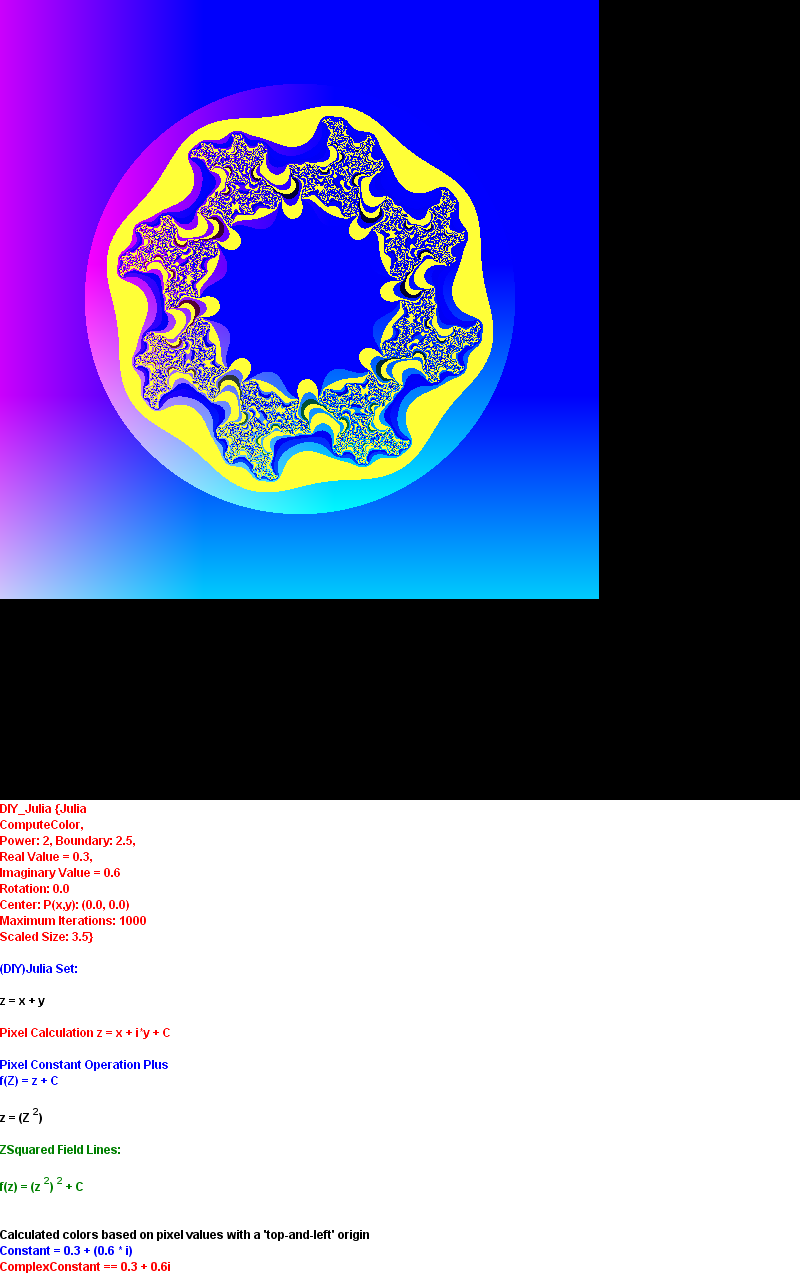 DIY_Julia {Julia
ComputeColor,
Power: 2, Boundary: 2.5,
Real Value = 0.3,
Imaginary Value = 0.6
Rotation: 0.0
Center: P(x,y): (0.0, 0.0)
Maximum Iterations: 1000
Scaled Size: 3.5}
(DIY)Julia Set:
z = x + y
Pixel Calculation z = x + i*y + C
Pixel Constant Operation Plus
f(Z) = z + C
z = (Z ²)
ZSquared Field Lines:
f(z) = (z ²) ² + C
Calculated colors based on pixel values with a 'top-and-left' origin
Constant = 0.3 + (0.6 * i)
ComplexConstant == 0.3 + 0.6i